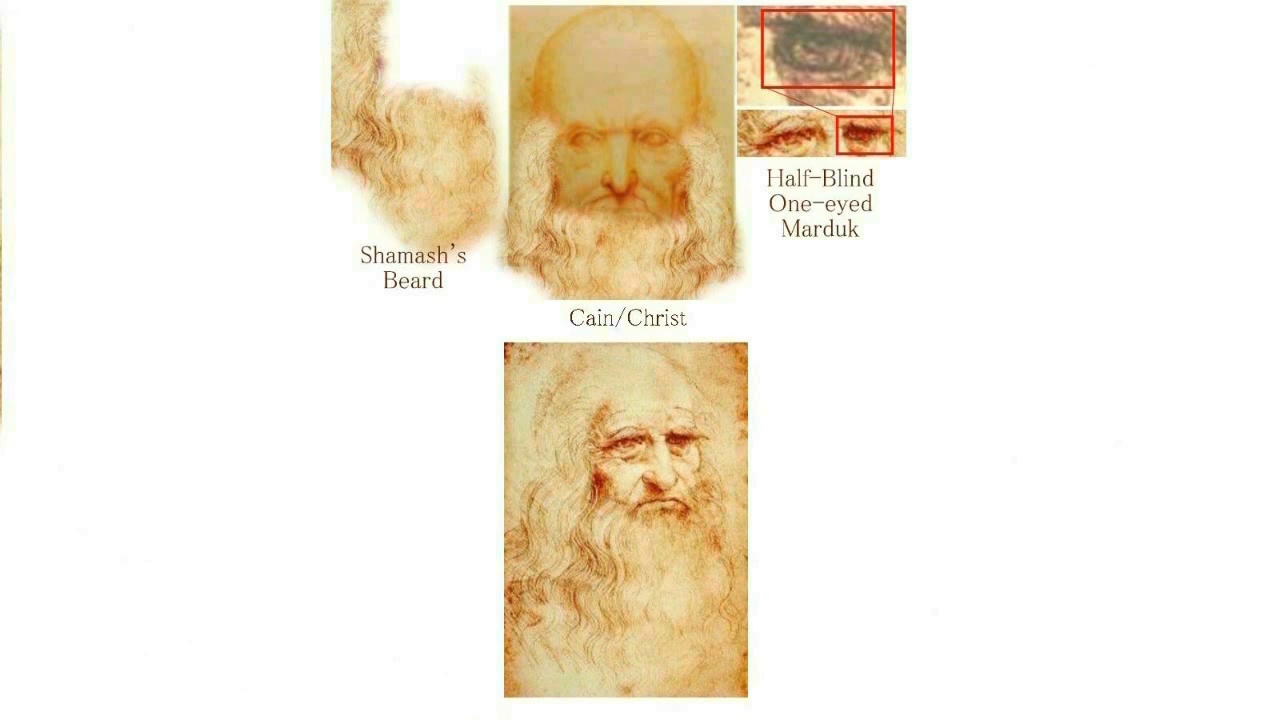 Shamash's
Beard
Cain/Christ
Half-Blind
One-eyed
Marduk